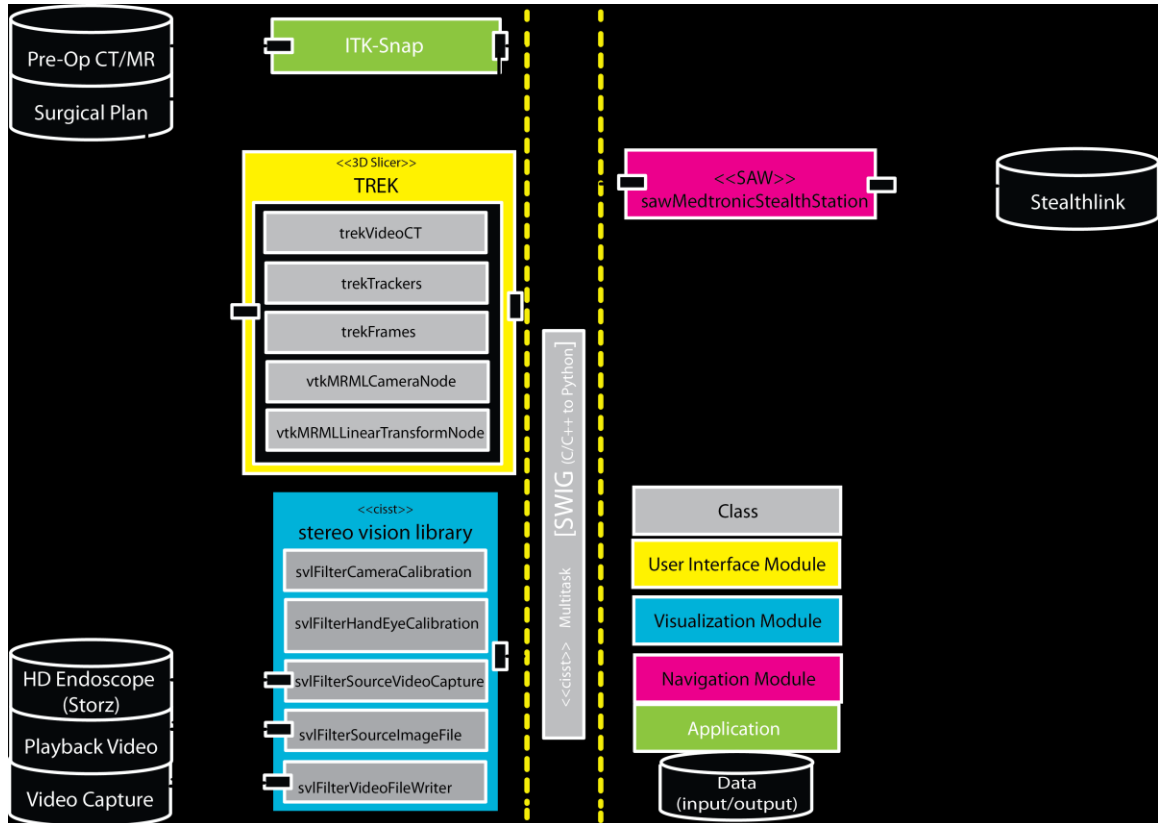 Pre-Op CT/MR
Surgical Plan
ITK-Snap
<<3D Slicer>>
TREK
trekVideoCT
trekTrackers
trekFrames
vtkMRMLCameraNode
vtkMRMLLinearTransformNode
<<SAW>>
sawMedtronicStealthStation
Stealthlink
<<cisst>> Multitask [SWIG (C/C++ to Python]
<<cisst>>
stereo vision library
svlFilterCameraCalibration
svlFilterHandEyeCalibration
svlFilterSourceVideoCapture
svlFilterSourceImageFile
svlFilterVideoFileWriter
HD Endoscope
(Storz)
Playback Video
Video Capture
Class
User Interface Module
Visualization Module
Navigation Module
Application
Data
(input/output)